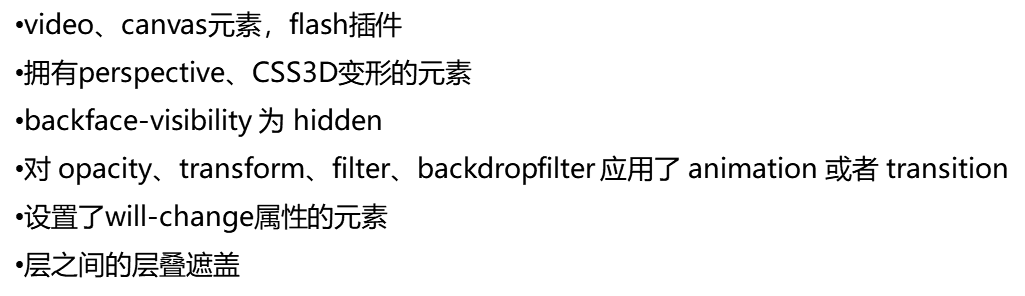 •video、canvas元素，flash插件
•拥有perspective、CSS3D变形的元素
•backface-visibility 为 hidden
•对 opacity、transform、filter、backdropfilter 应用了 animation 或者 transition
•设置了will-change属性的元素
•层之间的层叠遮盖